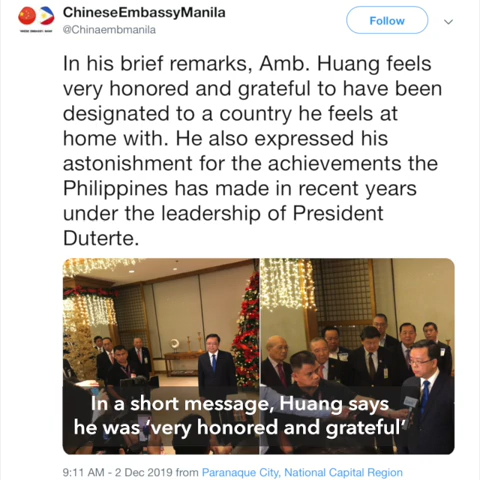 ChineseEmbassyManila
@Chinaembmanila
Follow
In his brief remarks, Amb. Huang feels
very honored and grateful to have been
designated to a country he feels at
home with. He also expressed his
astonishment for the achievements the
Philippines has made in recent years
under the leadership of President
Duterte.
In a short message, Huang says
he was ‘very honored and grateful’
9:11 AM - 2 Dec 2019 from Paranaque City, National Capital Region